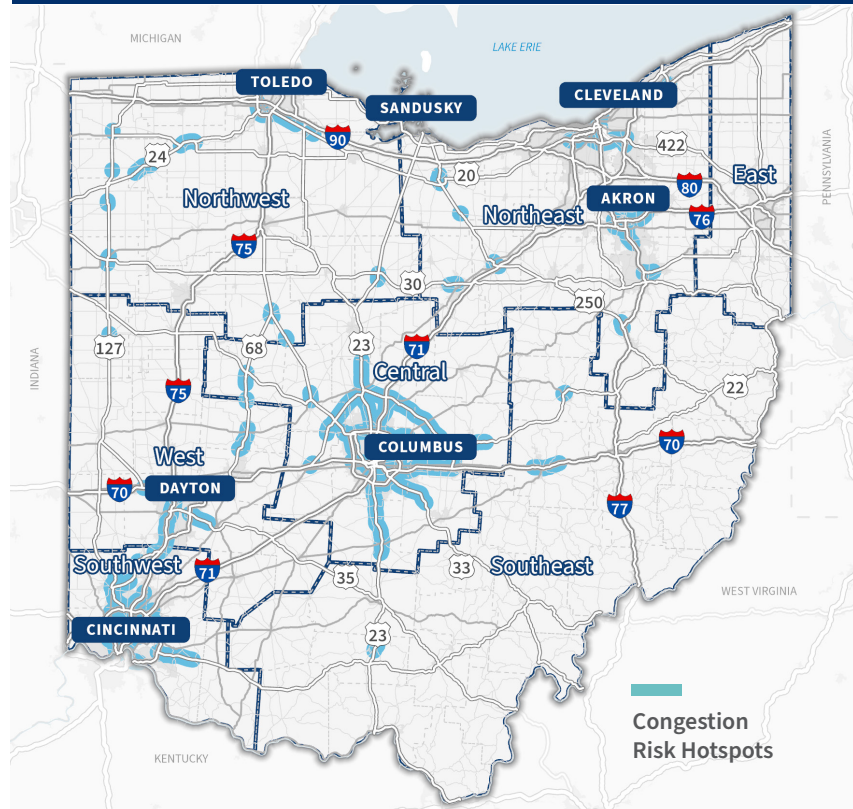 MICHIGAN
LAKE ERIE
TOLEDO
SANDUSKY
CLEVELAND
90
24
422
20
East
PENNSYLVANIA
80
Northwest
AKRON
Northeast
76
75
30
250
127
68
23
71
INDIANA
Central
75
22
COLUMBUS
70
West
70
DAYTON
77
Southwest
71
35
33
Southeast
WEST VIRGINIA
CINCINNATI
23
Congestion
Risk Hotspots
KENTUCKY